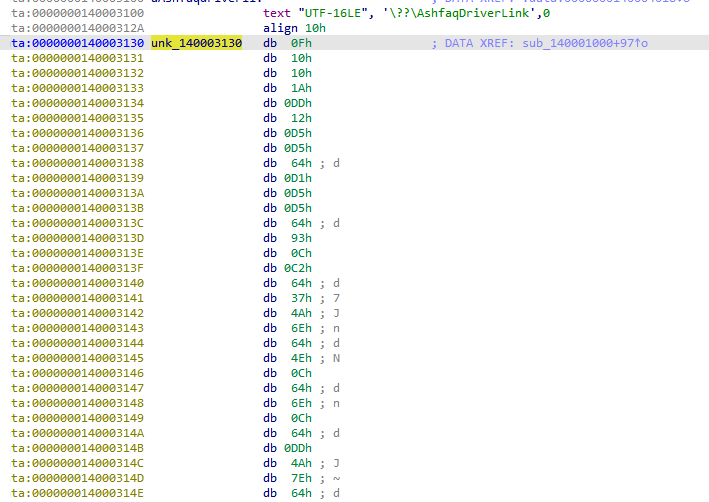 ta:0000000140003100 text "UTF-16LE", '\??\AshfaqDriverLink',0
ta:000000014000312A align 10h
ta:0000000140003130 unk_140003130 db 0Fh ; DATA XREF: sub_140001000+97↑o
ta:0000000140003131 db 10h
ta:0000000140003132 db 10h
ta:0000000140003133 db 1Ah
ta:0000000140003134 db 0DDh
ta:0000000140003135 db 12h
ta:0000000140003136 db 0D5h
ta:0000000140003137 db 0D5h
ta:0000000140003138 db 64h ; d
ta:0000000140003139 db 0D1h
ta:000000014000313A db 0D5h
ta:000000014000313B db 0D5h
ta:000000014000313C db 64h ; d
ta:000000014000313D db 93h
ta:000000014000313E db 0Ch
ta:000000014000313F db 0C2h
ta:0000000140003140 db 64h ; d
ta:0000000140003141 db 37h ; 7
ta:0000000140003142 db 4Ah ; J
ta:0000000140003143 db 6Eh ; n
ta:0000000140003144 db 64h ; d
ta:0000000140003145 db 4Eh ; N
ta:0000000140003146 db 0Ch
ta:0000000140003147 db 64h ; d
ta:0000000140003148 db 6Eh ; n
ta:0000000140003149 db 0Ch
ta:000000014000314A db 64h ; d
ta:000000014000314B db 0DDh
ta:000000014000314C db 4Ah ; J
ta:000000014000314D db 7Eh ; ~
ta:000000014000314E db 64h ; d